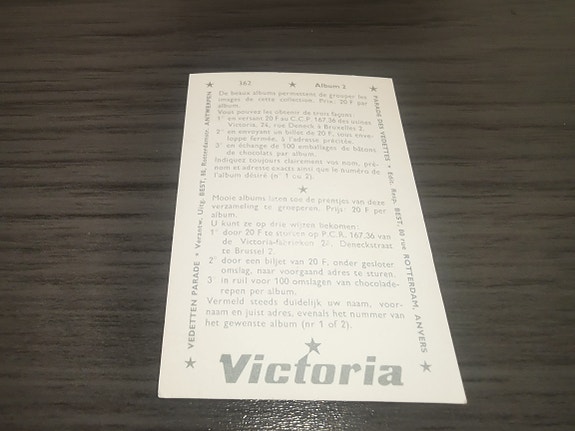 362 ★ Album 2
De beaux albums permettent de grouper les
images de cette collection. Prix: 20 F par
album.
Vous pouvez les obtenir de trois façons:
1° en versant 20 F au C.C.P. 167.36 des usines
Victoria, 24, rue Deneck à Bruxelles 2.
2° en envoyant un billet de 20 F, sous enve-
loppe fermée, à l'adresse précitée.
3° en échange de 100 emballages de bâtons
de chocolats par album.
Indiquez toujours clairement vos nom, pré-
nom et adresse exacts ainsi que le numéro de
l'album désiré (n° 1 ou 2).
Mooie albums laten toe de prentjes van deze
verzameling te groeperen. Prijs: 20 F per
album.
U kunt ze op drie wijzen bekomen:
1° door 20 F te storten op P.C.R. 167.36 van
de Victoria-fabrieken 24, Deneckstraat
te Brussel 2.
2° door een biljet van 20 F, onder gesloten
omslag, naar voorgaand adres te sturen.
3 in ruil voor 100 omslagen van chocolade-
repen per album.
Vermeld steeds duidelijk uw naam, voor-
naam en juist adres, evenals het nummer van
het gewenste album (nr 1 of 2).
Victoria
★ VEDETTEN PARADE • Verantw. Uitg. BEST, 80, Rotterdamstr. ANTWERPEN ★
★ PARADE DES VEDETTES • Edit. Resp. BEST, 80 rue ROTTERDAM, ANVERS ★